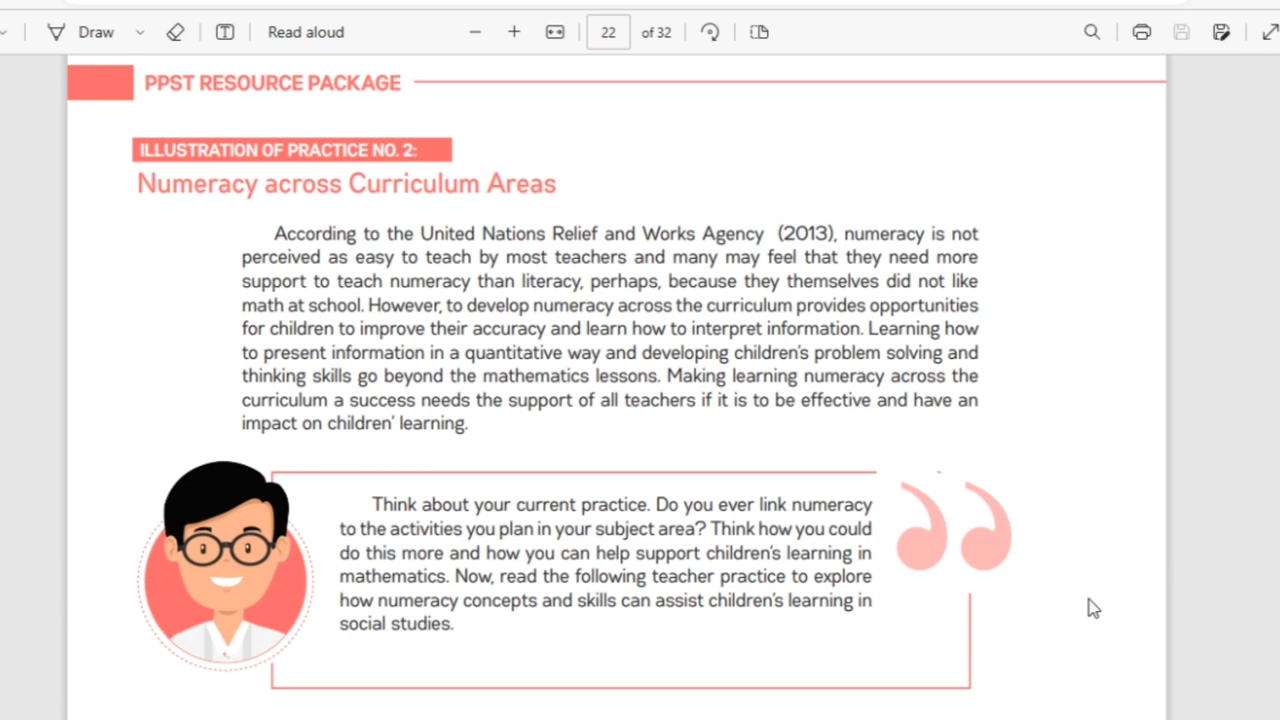 Draw
Read aloud
22 of 32
PPST RESOURCE PACKAGE
ILLUSTRATION OF PRACTICE NO. 2:
Numeracy across Curriculum Areas
According to the United Nations Relief and Works Agency (2013), numeracy is not
perceived as easy to teach by most teachers and many may feel that they need more
support to teach numeracy than literacy, perhaps, because they themselves did not like
math at school. However, to develop numeracy across the curriculum provides opportunities
for children to improve their accuracy and learn how to interpret information. Learning how
to present information in a quantitative way and developing children's problem solving and
thinking skills go beyond the mathematics lessons. Making learning numeracy across the
curriculum a success needs the support of all teachers if it is to be effective and have an
impact on children' learning.
Think about your current practice. Do you ever link numeracy
to the activities you plan in your subject area? Think how you could
do this more and how you can help support children's learning in
mathematics. Now, read the following teacher practice to explore
how numeracy concepts and skills can assist children's learning in
social studies.